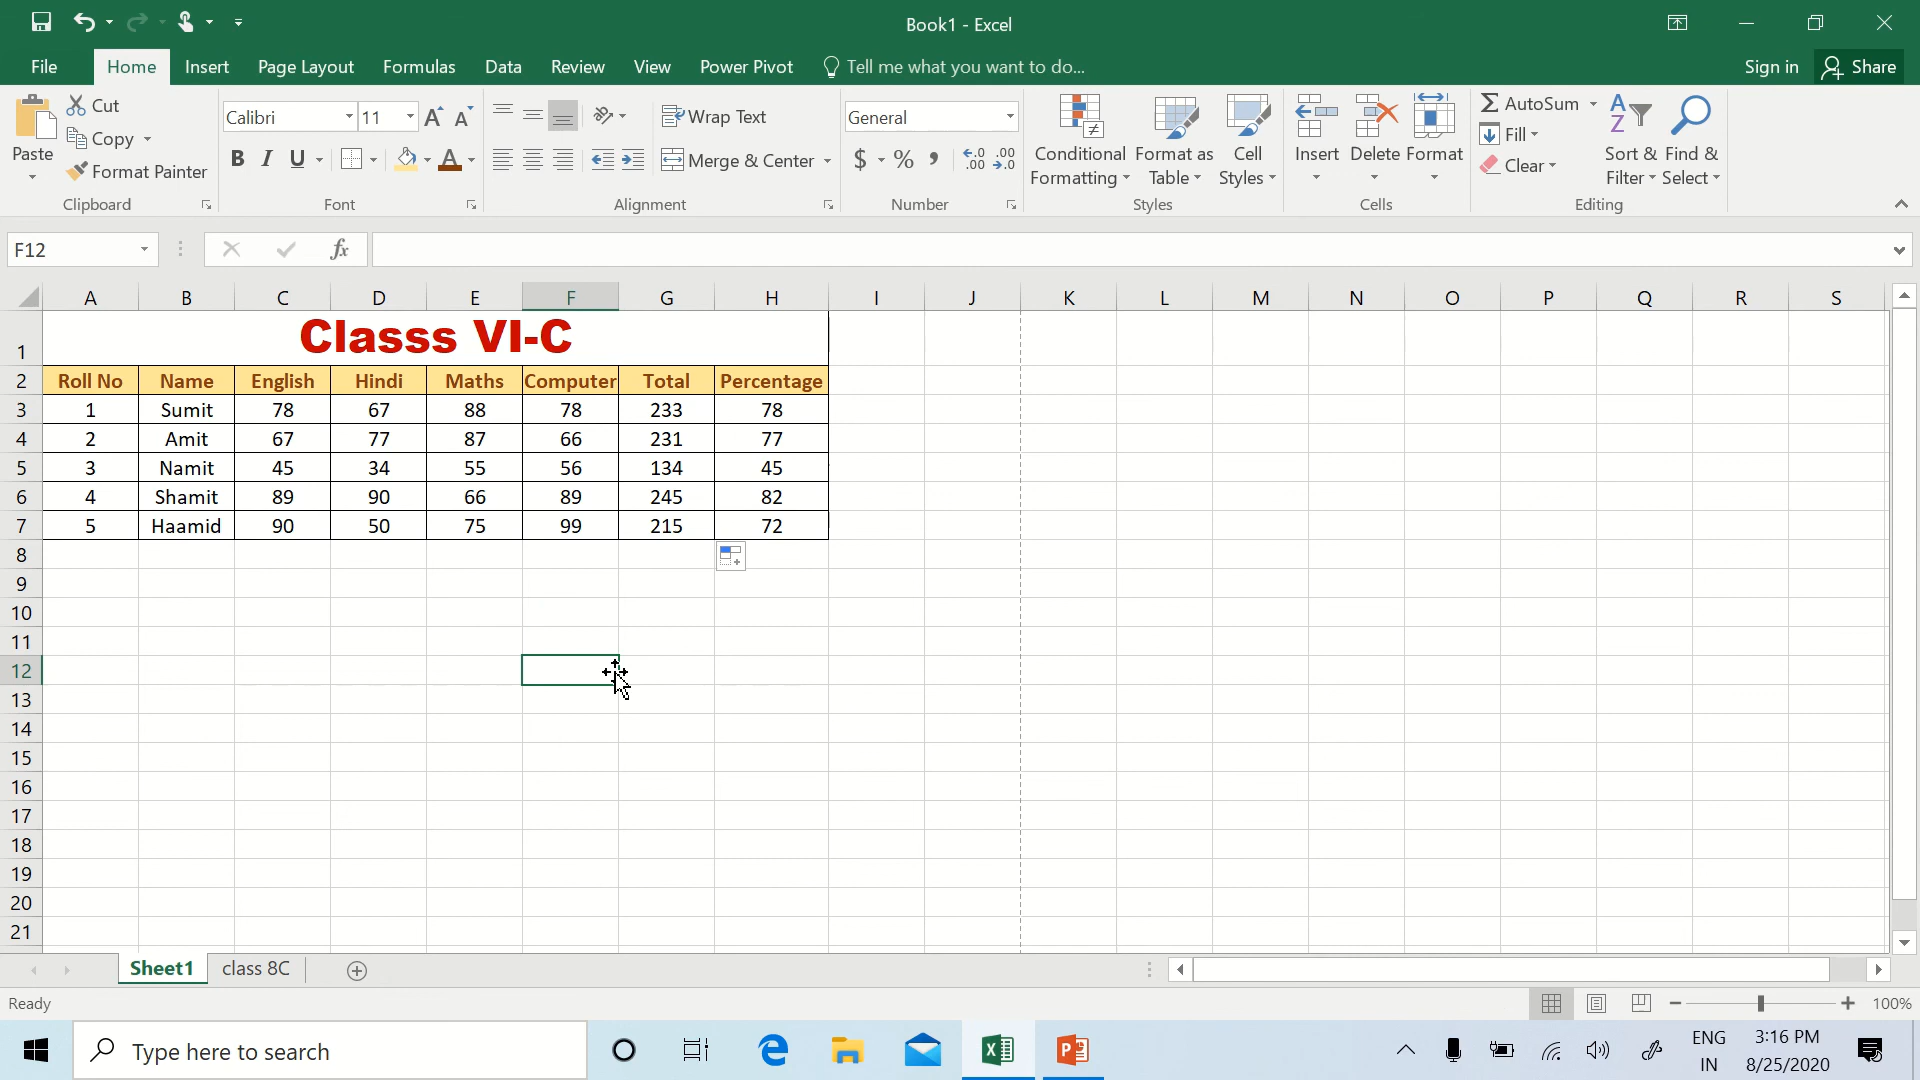 Book1 - Excel
File Home Insert Page Layout Formulas Data Review View Power Pivot Tell me what you want to do... Sign in Share
Paste Cut Copy Format Painter
Clipboard
Calibri 11
B I U A
Font
Wrap Text
Merge & Center
Alignment
General
$ % , .00 .0
Number
Conditional Formatting Format as Table Cell Styles
Styles
Insert Delete Format
Cells
AutoSum Fill Clear Sort & Filter Find & Select
Editing
F12 fx
A B C D E F G H I J K L M N O P Q R S
1 Classs VI-C
2 Roll No Name English Hindi Maths Computer Total Percentage
3 1 Sumit 78 67 88 78 233 78
4 2 Amit 67 77 87 66 231 77
5 3 Namit 45 34 55 56 134 45
6 4 Shamit 89 90 66 89 245 82
7 5 Haamid 90 50 75 99 215 72
8
9
10
11
12
13
14
15
16
17
18
19
20
21
Sheet1 class 8C
Ready 100%
Type here to search ENG 3:16 PM
IN 8/25/2020